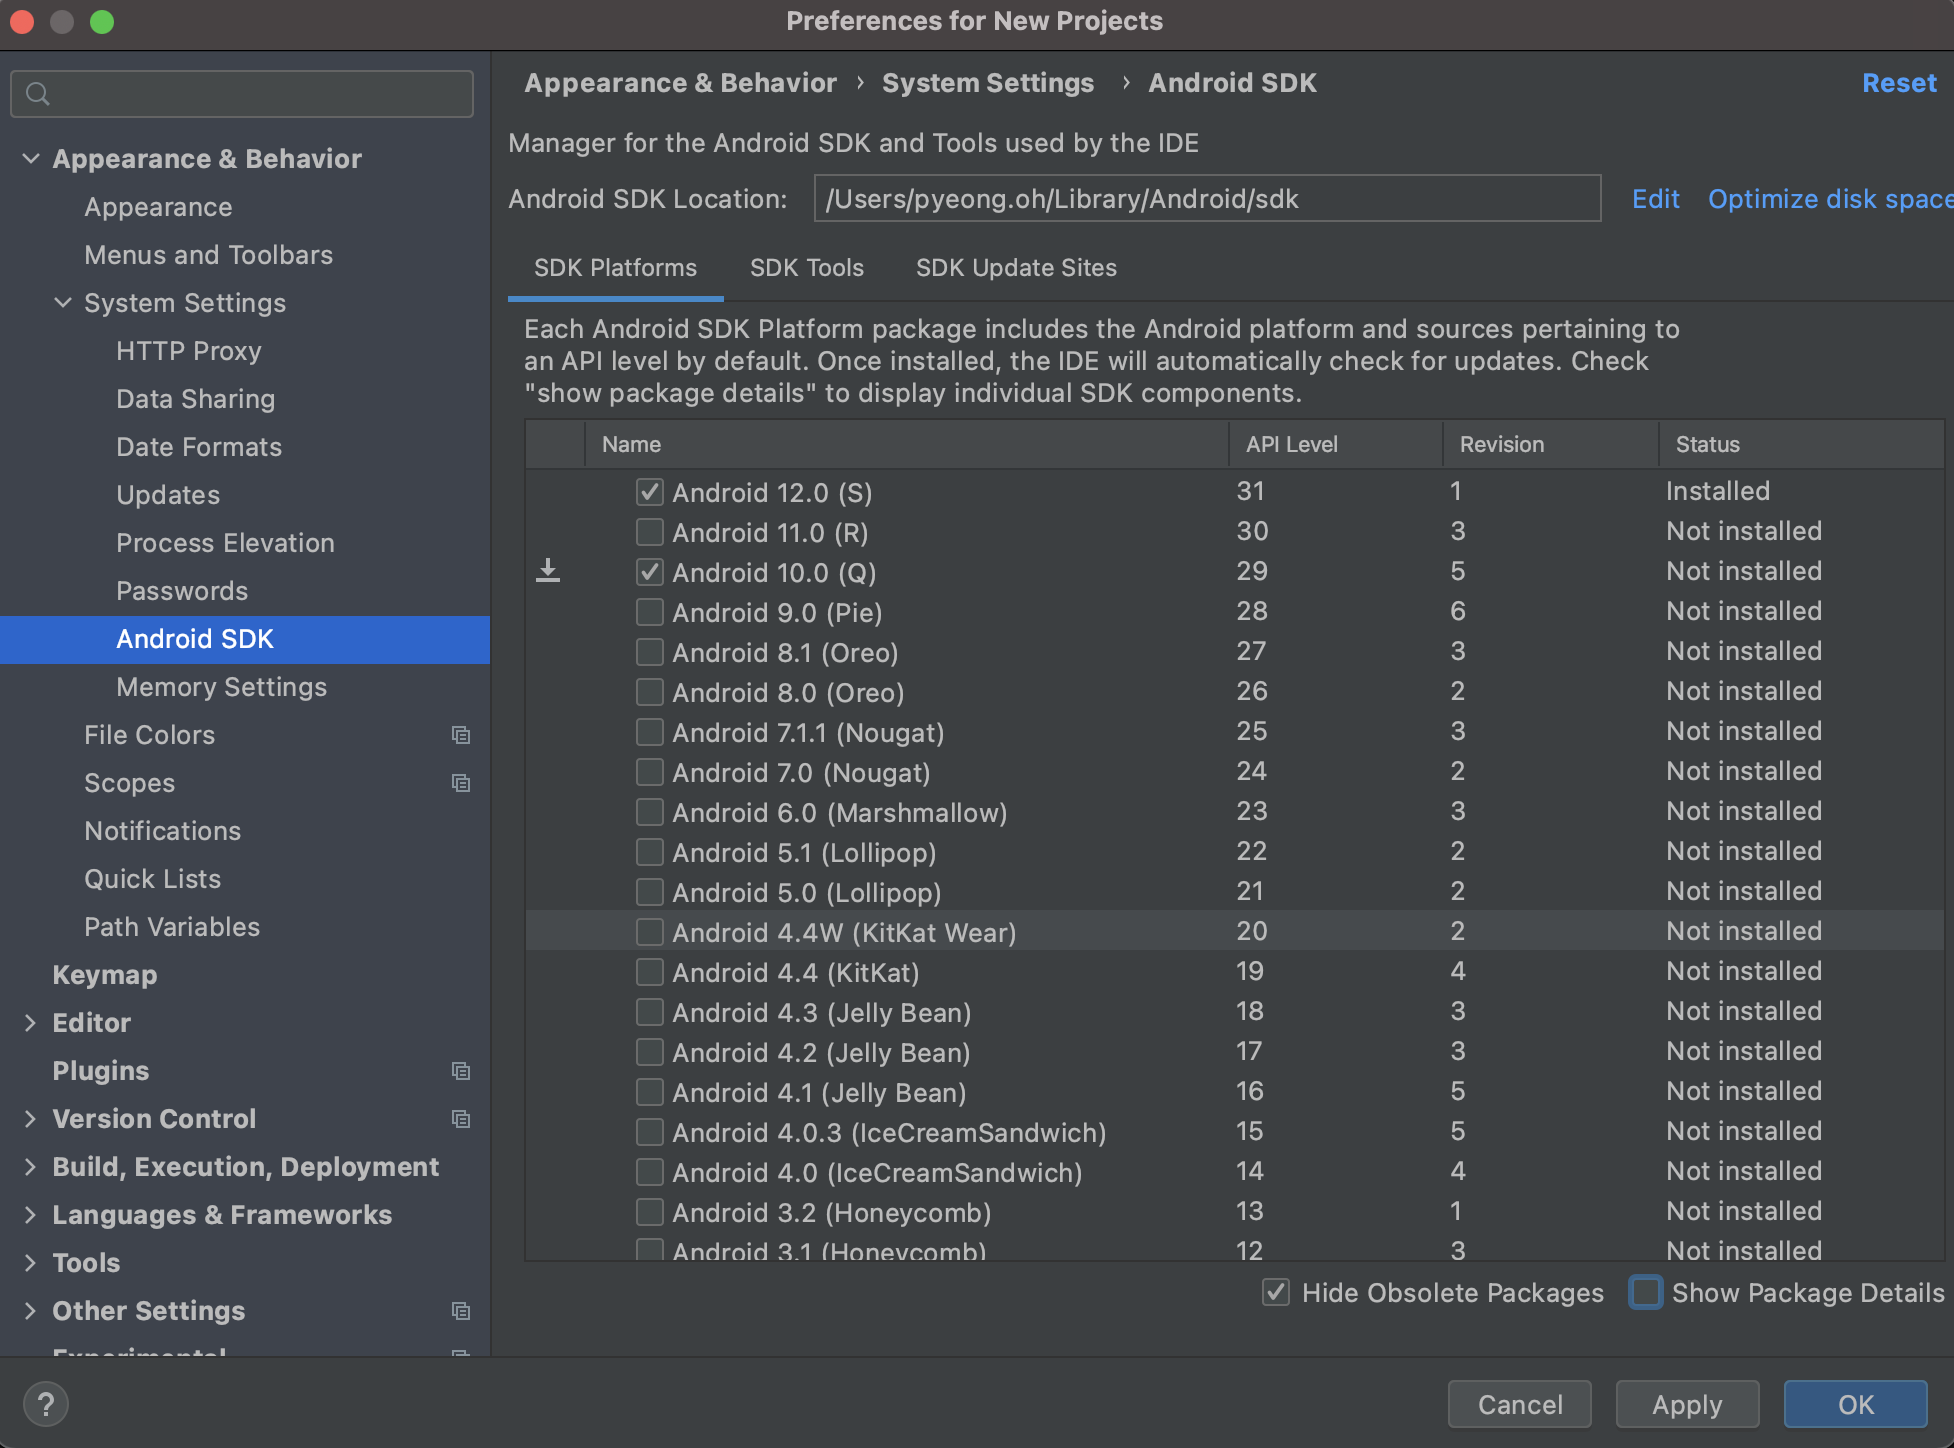 Preferences for New Projects
Appearance & Behavior
Appearance
Menus and Toolbars
System Settings
HTTP Proxy
Data Sharing
Date Formats
Updates
Process Elevation
Passwords
Android SDK
Memory Settings
File Colors
Scopes
Notifications
Quick Lists
Path Variables
Keymap
Editor
Plugins
Version Control
Build, Execution, Deployment
Languages & Frameworks
Tools
Other Settings
Experimental
Appearance & Behavior › System Settings › Android SDK Reset
Manager for the Android SDK and Tools used by the IDE
Android SDK Location: /Users/pyeong.oh/Library/Android/sdk Edit Optimize disk space
SDK Platforms SDK Tools SDK Update Sites
Each Android SDK Platform package includes the Android platform and sources pertaining to
an API level by default. Once installed, the IDE will automatically check for updates. Check
"show package details" to display individual SDK components.
Name API Level Revision Status
Android 12.0 (S) 31 1 Installed
Android 11.0 (R) 30 3 Not installed
Android 10.0 (Q) 29 5 Not installed
Android 9.0 (Pie) 28 6 Not installed
Android 8.1 (Oreo) 27 3 Not installed
Android 8.0 (Oreo) 26 2 Not installed
Android 7.1.1 (Nougat) 25 3 Not installed
Android 7.0 (Nougat) 24 2 Not installed
Android 6.0 (Marshmallow) 23 3 Not installed
Android 5.1 (Lollipop) 22 2 Not installed
Android 5.0 (Lollipop) 21 2 Not installed
Android 4.4W (KitKat Wear) 20 2 Not installed
Android 4.4 (KitKat) 19 4 Not installed
Android 4.3 (Jelly Bean) 18 3 Not installed
Android 4.2 (Jelly Bean) 17 3 Not installed
Android 4.1 (Jelly Bean) 16 5 Not installed
Android 4.0.3 (IceCreamSandwich) 15 5 Not installed
Android 4.0 (IceCreamSandwich) 14 4 Not installed
Android 3.2 (Honeycomb) 13 1 Not installed
Android 3.1 (Honeycomb) 12 3 Not installed
Hide Obsolete Packages Show Package Details
? Cancel Apply OK